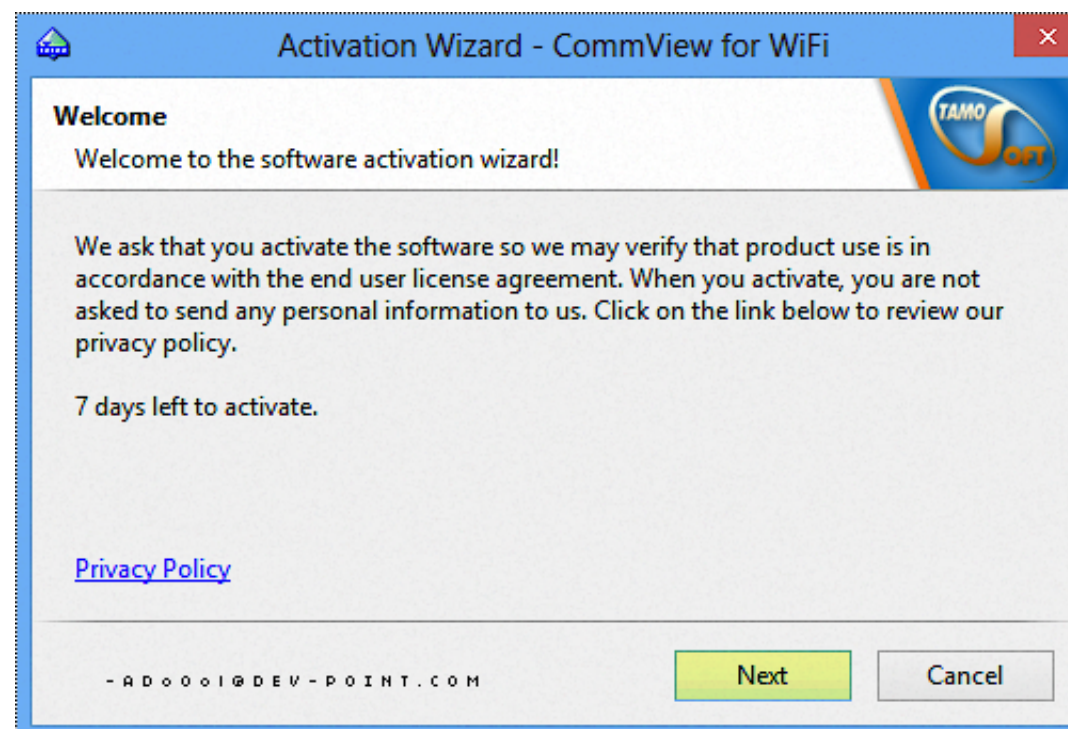 Activation Wizard - CommView for WiFi
Welcome
Welcome to the software activation wizard!
TAMO
SOFT
We ask that you activate the software so we may verify that product use is in
accordance with the end user license agreement. When you activate, you are not
asked to send any personal information to us. Click on the link below to review our
privacy policy.
7 days left to activate.
Privacy Policy
-ADoOol@DEV-POINT.COM
Next
Cancel